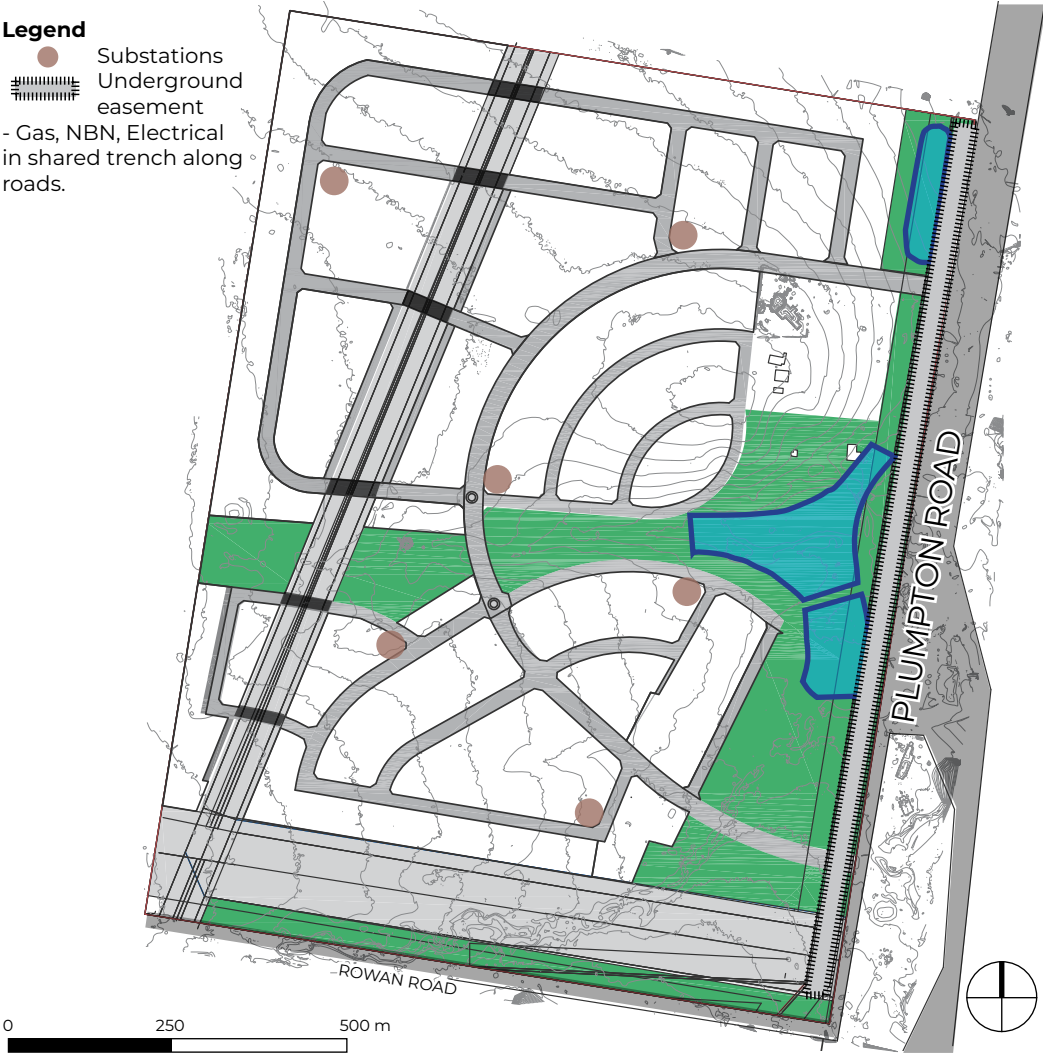 Legend
Substations
Underground
easement
- Gas, NBN, Electrical
in shared trench along
roads.
PLUMPTON ROAD
ROWAN ROAD
0 250 500 m